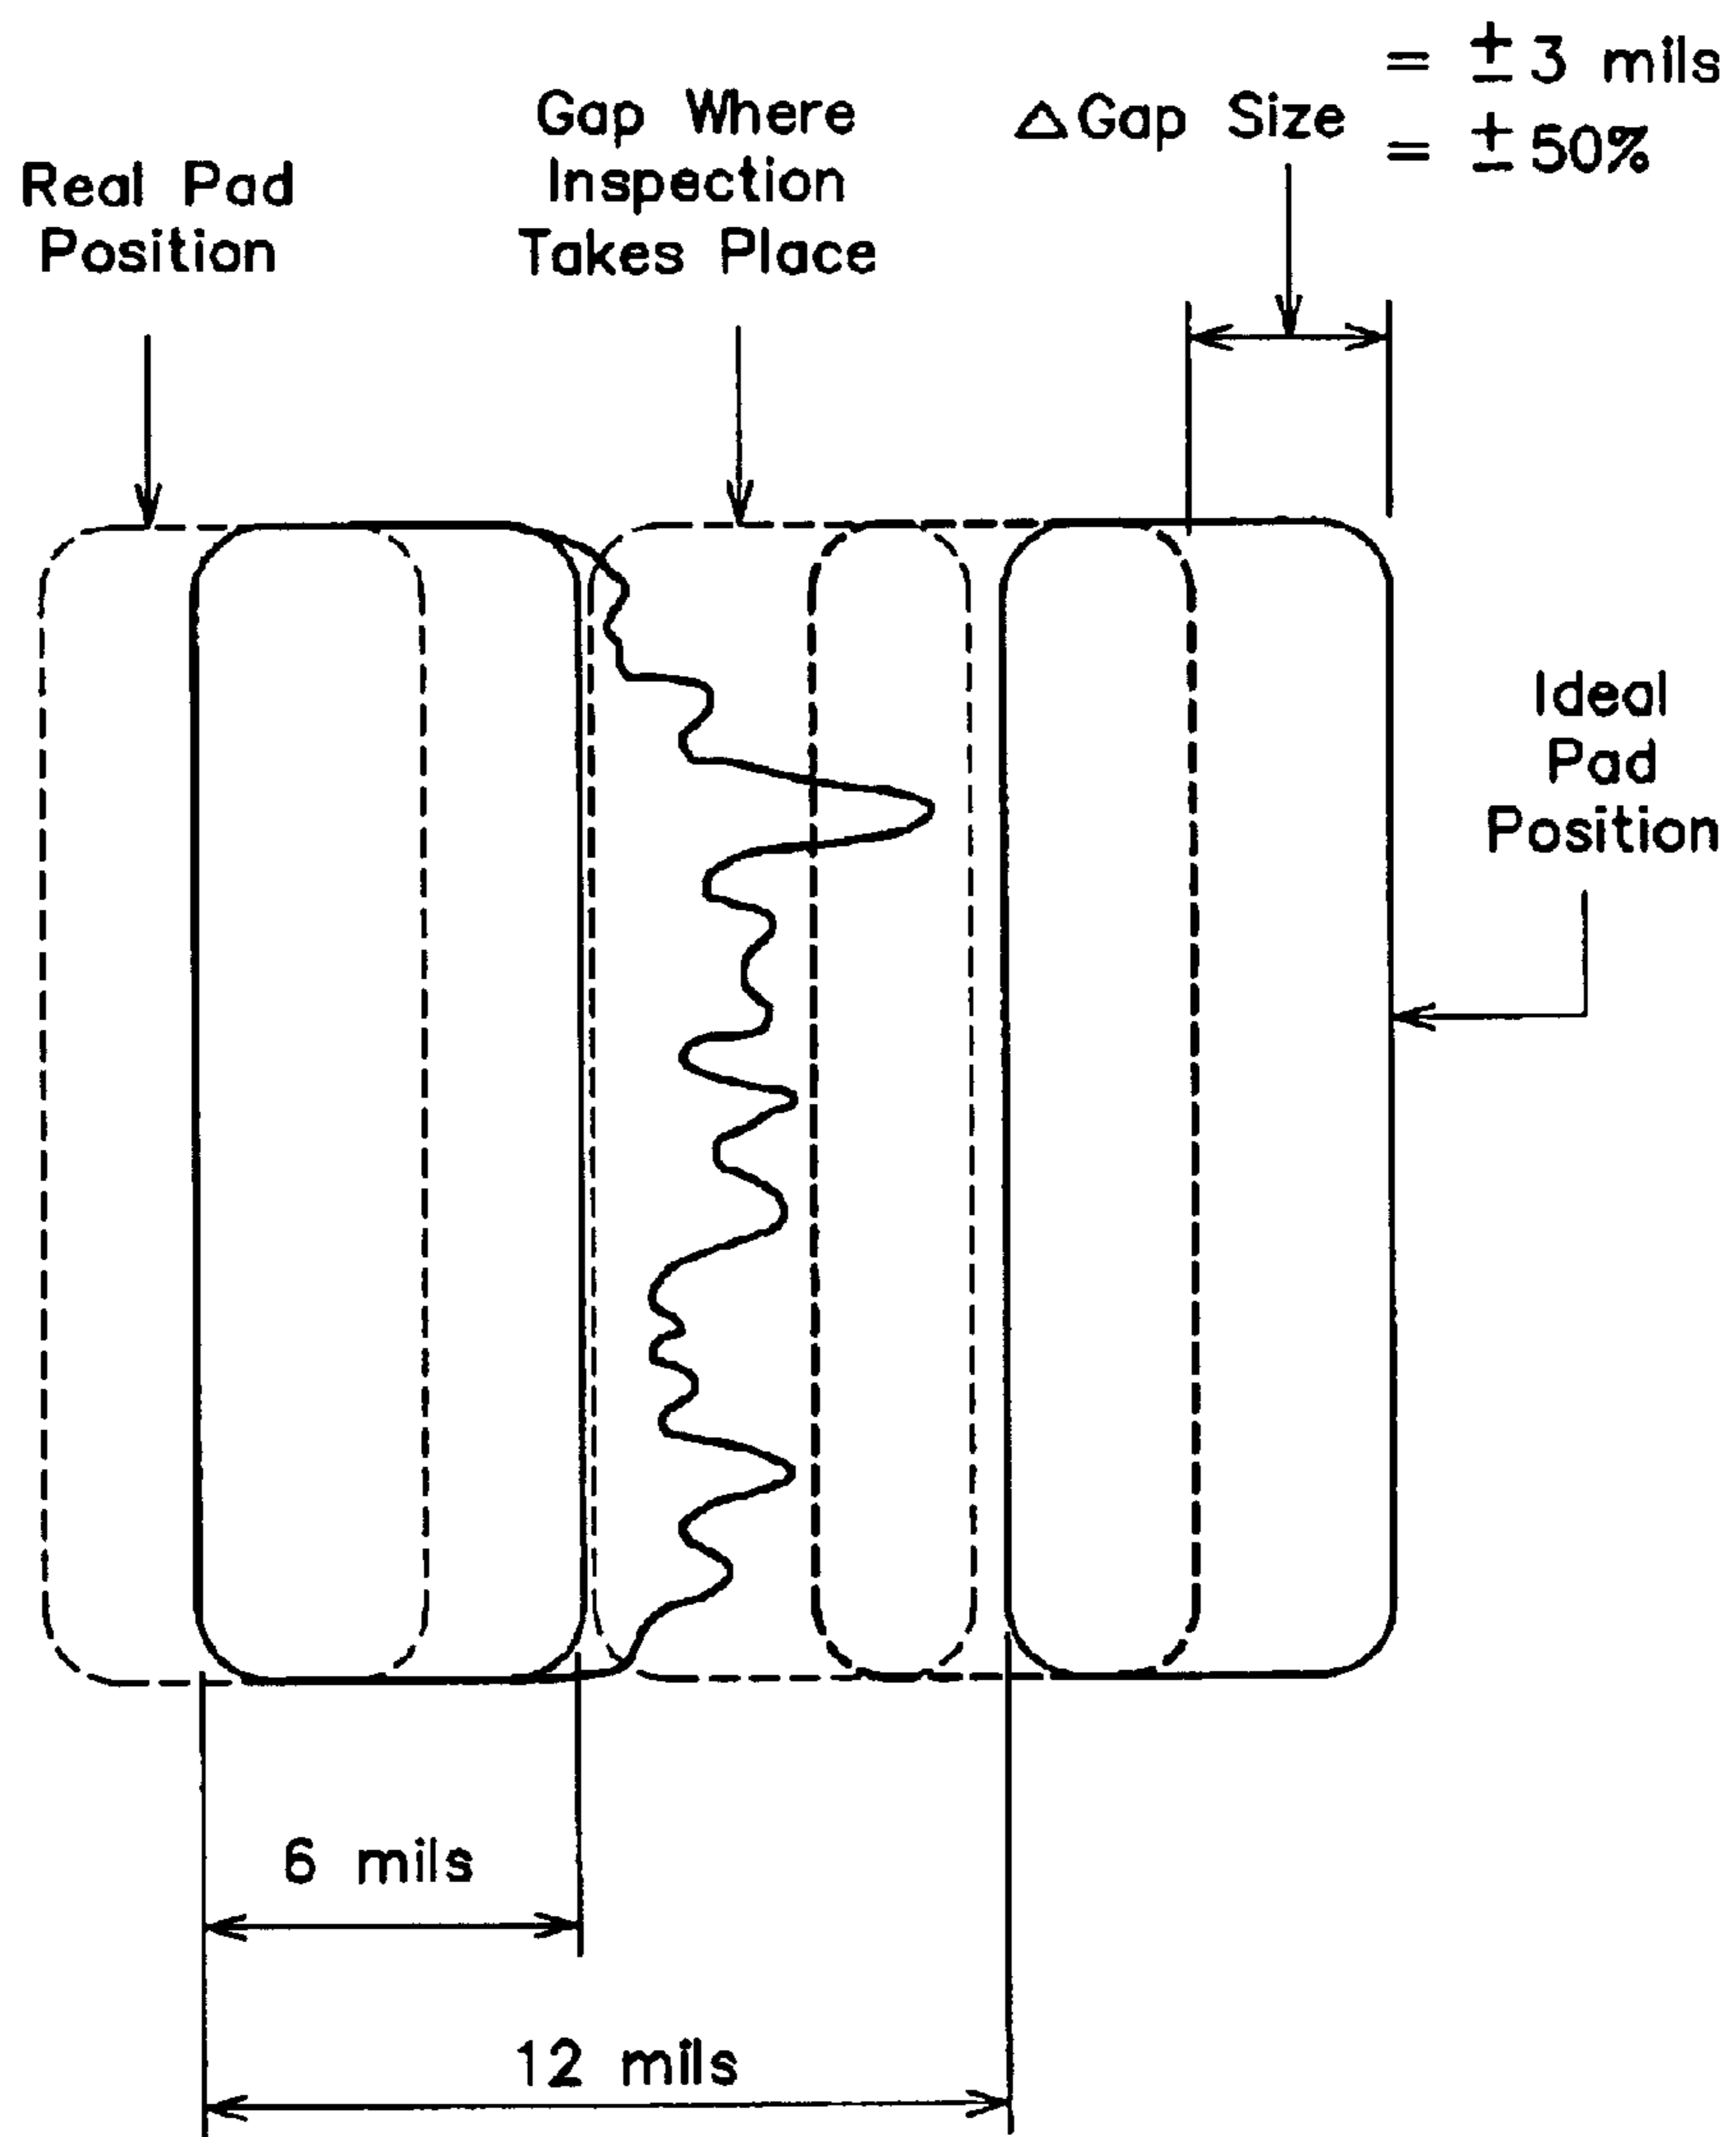 Real Pad
Position
Gap Where
Inspection
Takes Place
△Gap Size
= ± 3 mils
= ± 50%
Ideal
Pad
Position
6 mils
12 mils